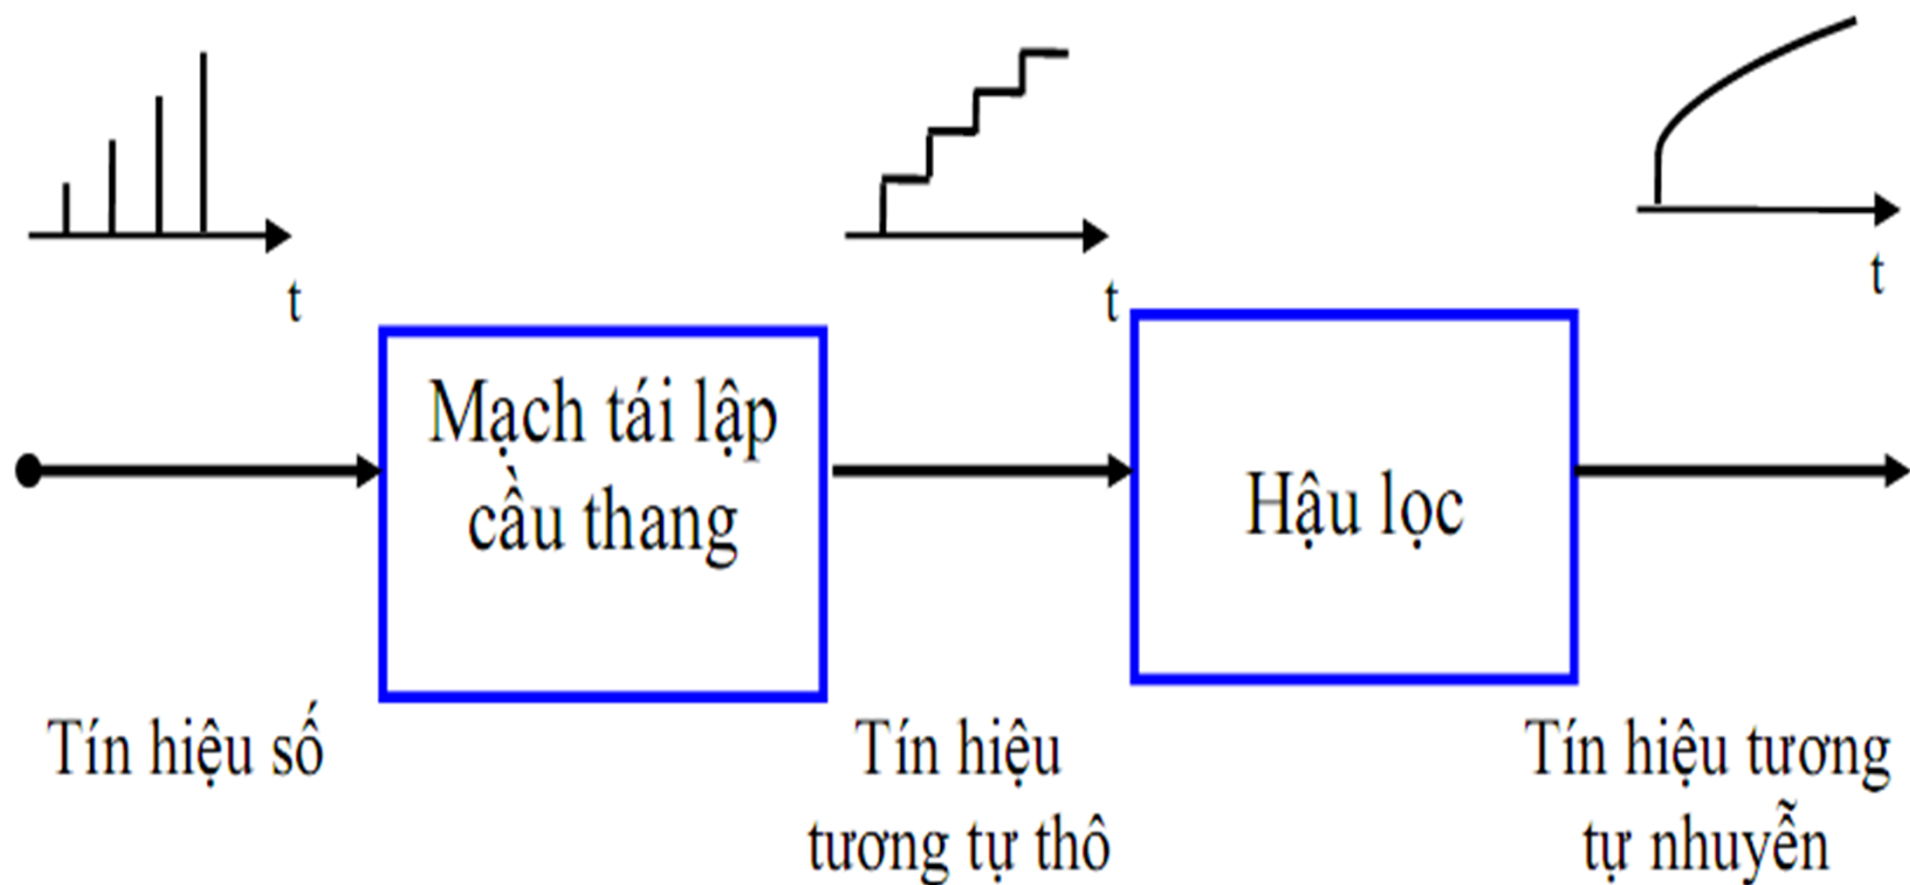 t
t
t
Mạch tái lập
cầu thang
Hậu lọc
Tín hiệu số
Tín hiệu
tương tự thô
Tín hiệu tương
tự nhuyễn